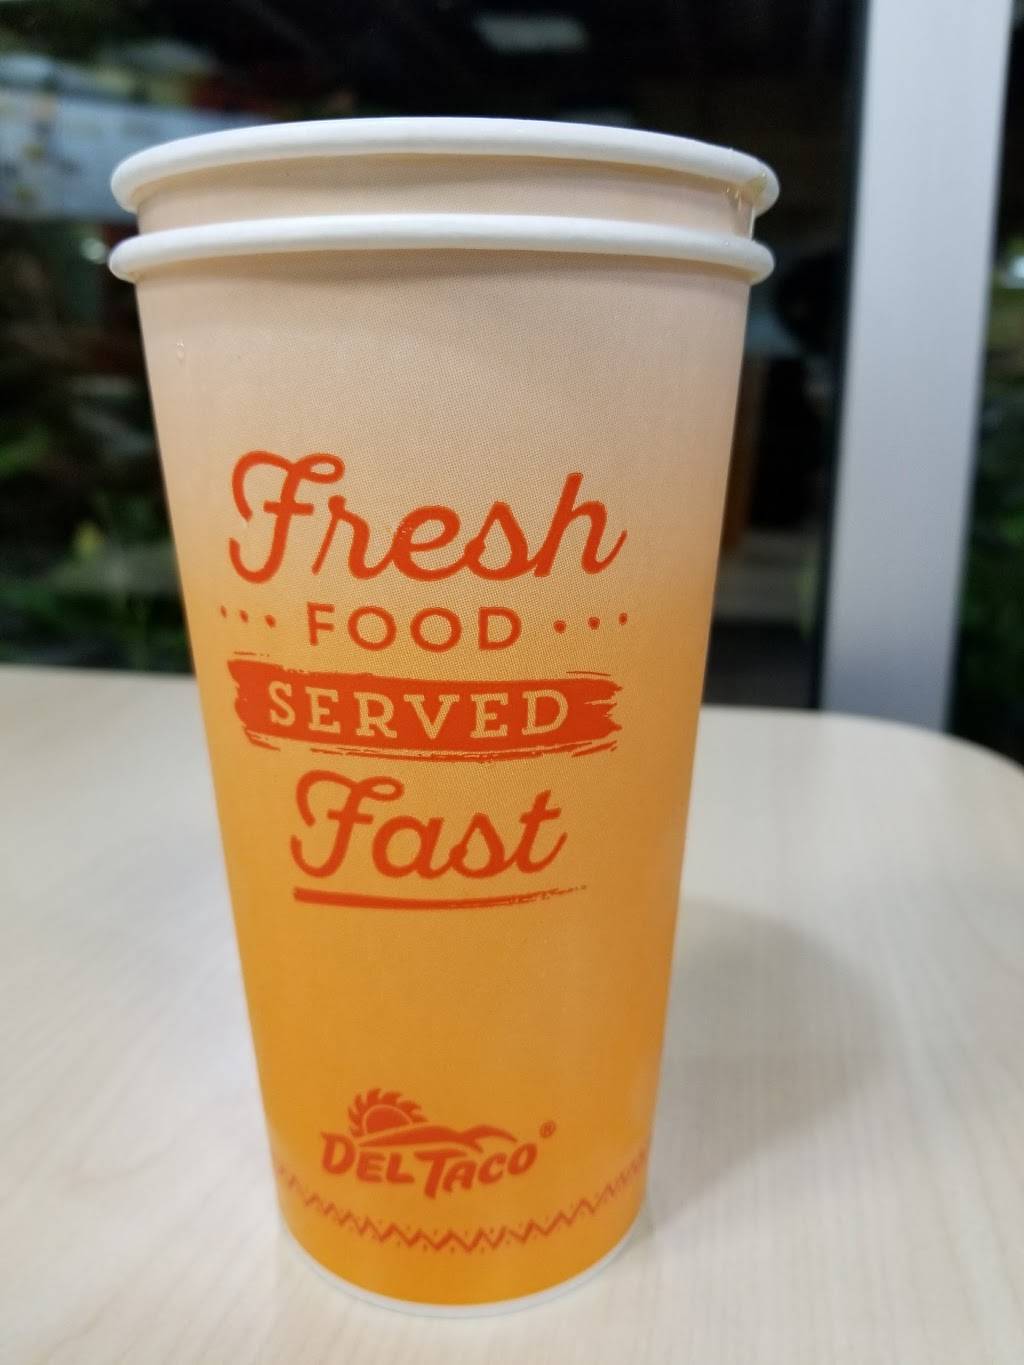 Fresh
FOOD
SERVED
Fast
DEL TACO®